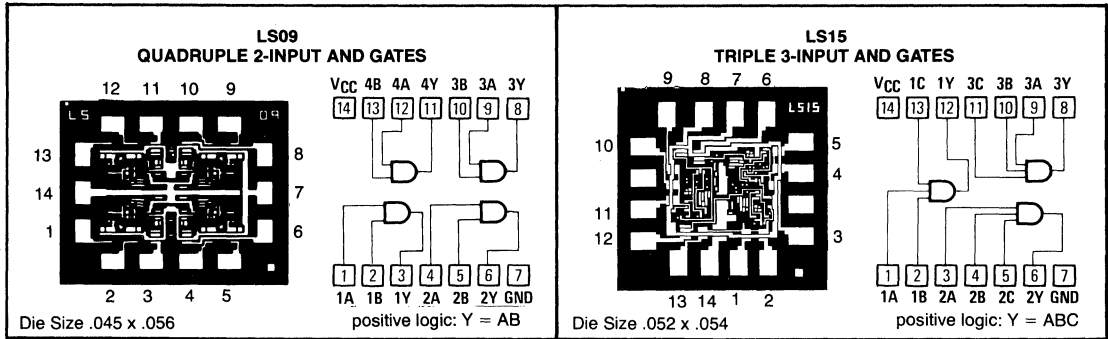 LS09
QUADRUPLE 2-INPUT AND GATES
12 11 10 9
LS 09
13 8
14 7
1 6
2 3 4 5
VCC 4B 4A 4Y 3B 3A 3Y
14 13 12 11 10 9 8
1 2 3 4 5 6 7
1A 1B 1Y 2A 2B 2Y GND
Die Size .045 x .056
positive logic: Y = AB
LS15
TRIPLE 3-INPUT AND GATES
9 8 7 6
LS15
10 5
4
11
12 3
13 14 1 2
VCC 1C 1Y 3C 3B 3A 3Y
14 13 12 11 10 9 8
1 2 3 4 5 6 7
1A 1B 2A 2B 2C 2Y GND
Die Size .052 x .054
positive logic: Y = ABC